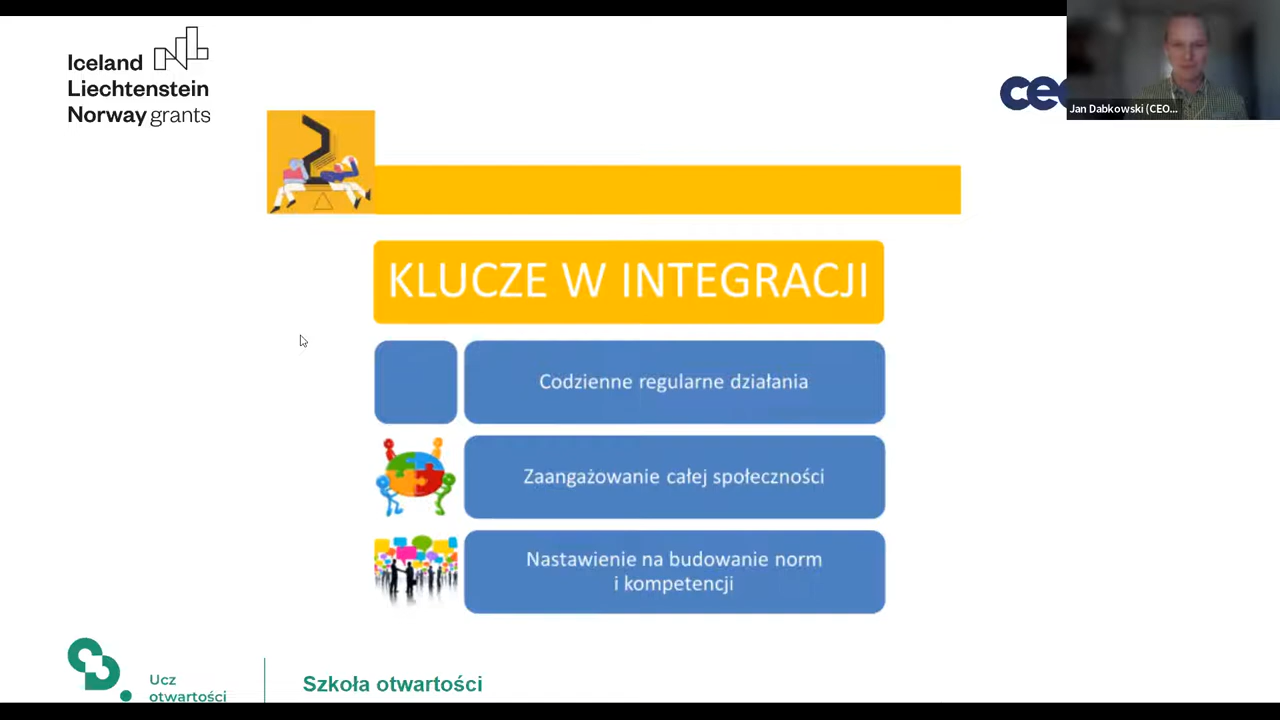 Iceland
Liechtenstein
Norway grants
Jan Dabkowski (CEO...
KLUCZE W INTEGRACJI
Codzienne regularne działania
Zaangażowanie całej społeczności
Nastawienie na budowanie norm
i kompetencji
Ucz
otwartości
Szkoła otwartości